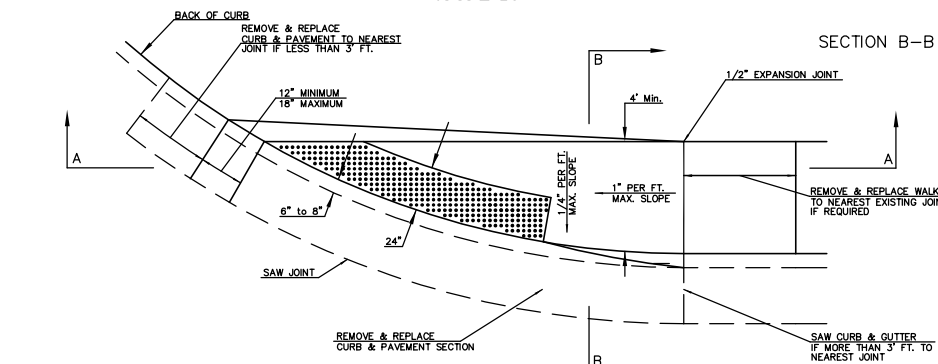 BACK OF CURB
REMOVE & REPLACE
CURB & PAVEMENT TO NEAREST
JOINT IF LESS THAN 3' FT.
SECTION B-B
B
1/2" EXPANSION JOINT
12" MINIMUM
18" MAXIMUM
4' Min.
A
A
1/4" PER FT.
MAX. SLOPE
1" PER FT.
MAX. SLOPE
REMOVE & REPLACE WALK
TO NEAREST EXISTING
IF REQUIRED
6" to 8"
24"
SAW JOINT
REMOVE & REPLACE
CURB & PAVEMENT SECTION
SAW CURB & GUTTER
IF MORE THAN 3' FT. TO
NEAREST JOINT
B